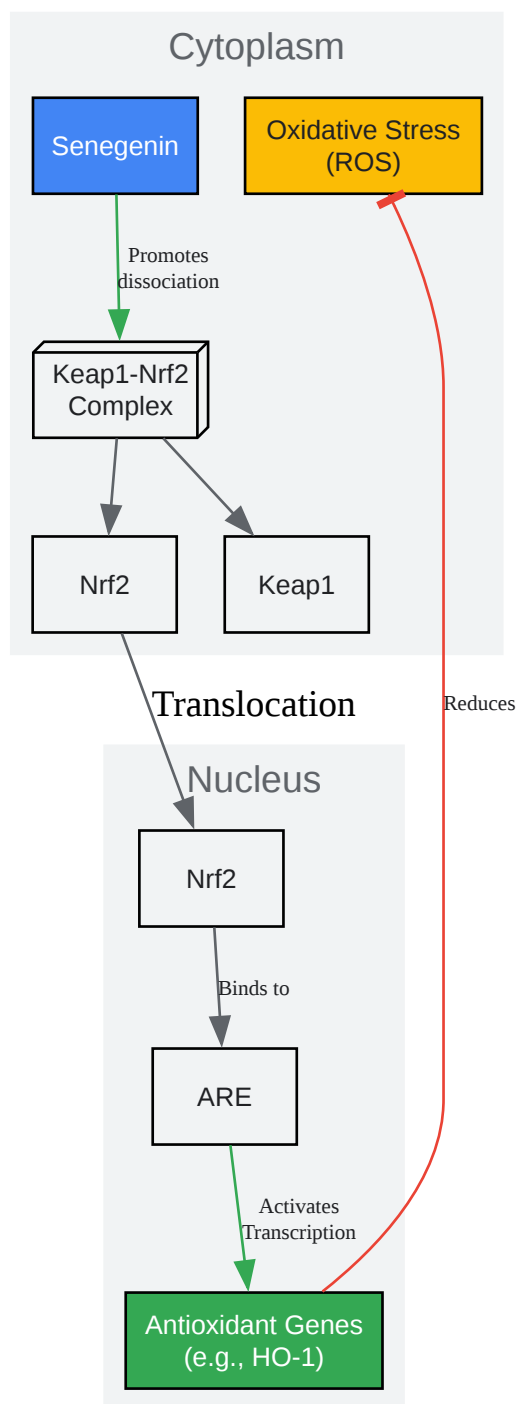 Cytoplasm
Senegenin
Oxidative Stress
(ROS)
Promotes
dissociation
Keap1-Nrf2
Complex
Nrf2
Keap1
Translocation
Reduces
Nucleus
Nrf2
Binds to
ARE
Activates
Transcription
Antioxidant Genes
(e.g., HO-1)